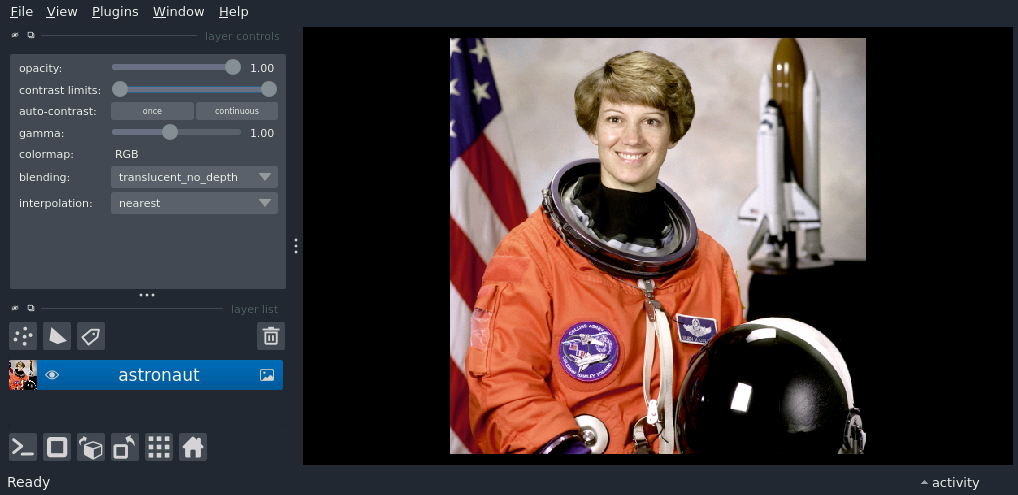 File View Plugins Window Help
layer controls
opacity: 1.00
contrast limits:
auto-contrast: once continuous
gamma: 1.00
colormap: RGB
blending: translucent_no_depth
interpolation: nearest
layer list
astronaut
Ready
activity